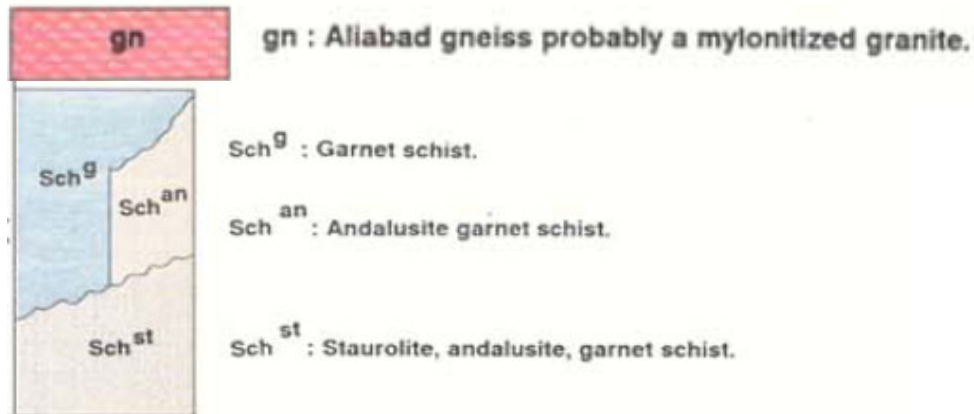 gn gn : Aliabad gneiss probably a mylonitized granite.
Sch^g Sch^g : Garnet schist.
Sch^an Sch^an : Andalusite garnet schist.
Sch^st Sch^st : Staurolite, andalusite, garnet schist.